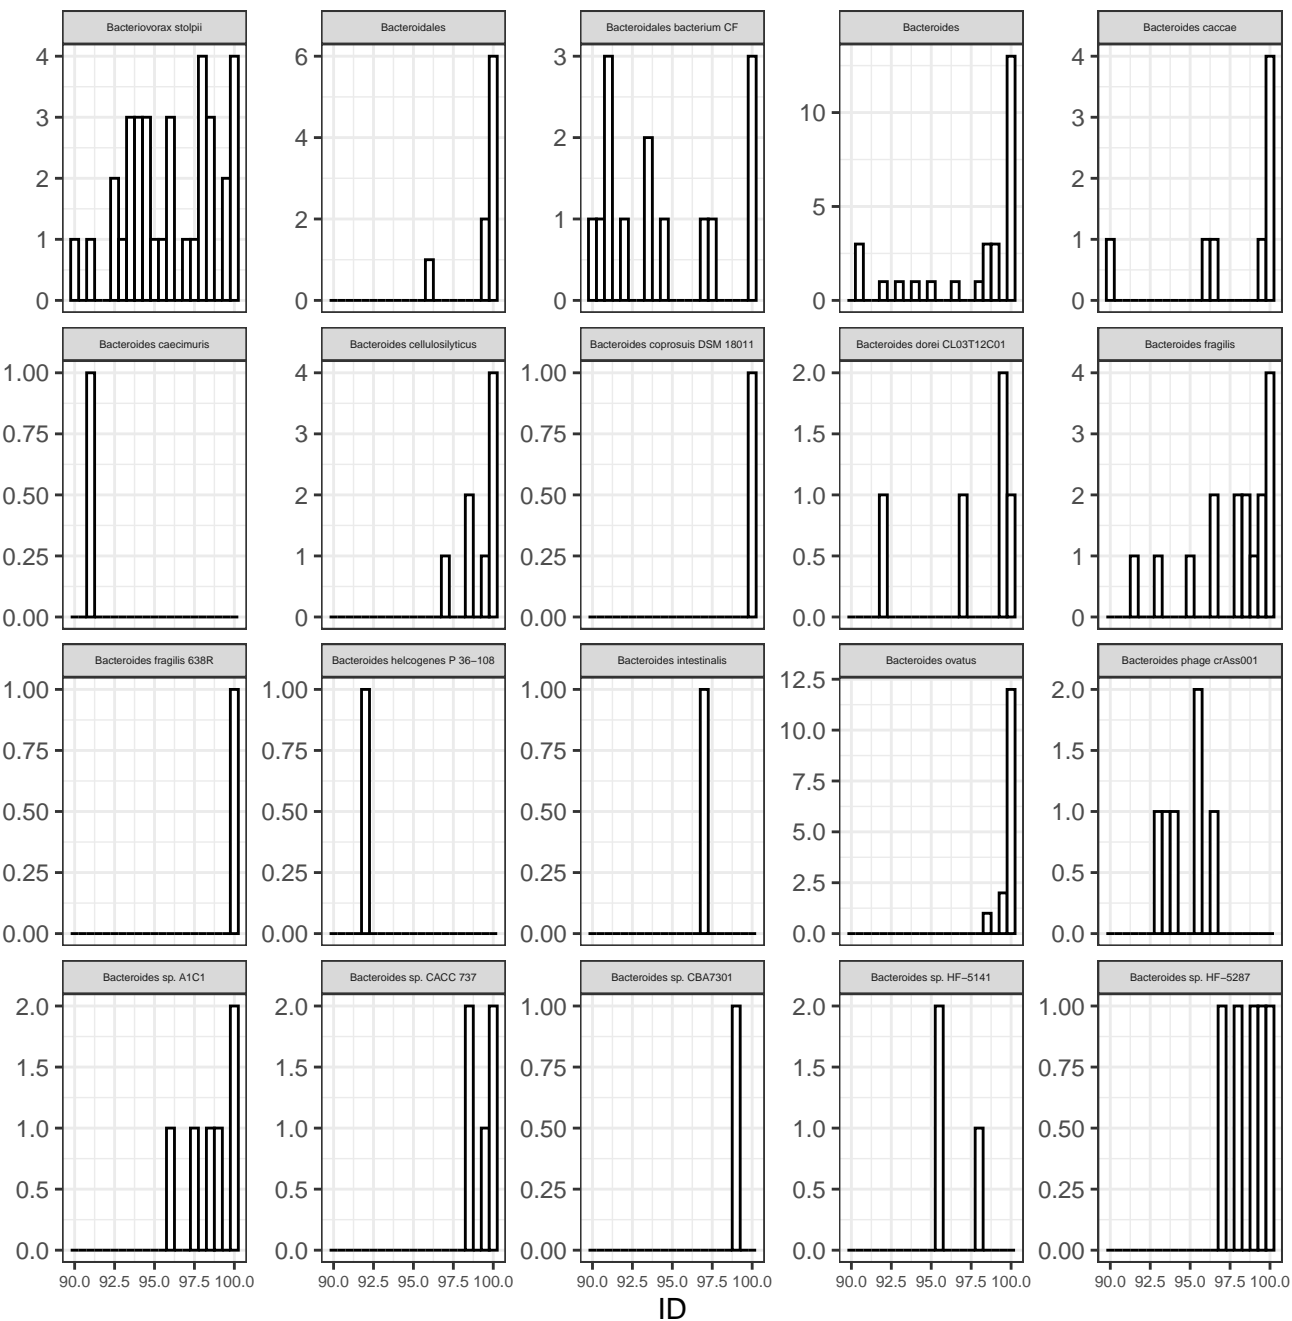 Bacteriovorax stolpii Bacteroidales Bacteroidales bacterium CF Bacteroides Bacteroides caccae
4 6 3 10 4
3 4 2 5 3
2 2 1 0 2
1 0 0 1
0 0
Bacteroides caecimuris Bacteroides cellulosilyticus Bacteroides coprosuis DSM 18011 Bacteroides dorei CL03T12C01 Bacteroides fragilis
1.00 4 1.00 2.0 4
0.75 3 0.75 1.5 3
0.50 2 0.50 1.0 2
0.25 1 0.25 0.5 1
0.00 0 0.00 0.0 0
Bacteroides fragilis 638R Bacteroides helcogenes P 36−108 Bacteroides intestinalis Bacteroides ovatus Bacteroides phage crAss001
1.00 1.00 1.00 12.5 2.0
0.75 0.75 0.75 10.0 1.5
0.50 0.50 0.50 7.5 1.0
0.25 0.25 0.25 5.0 0.5
0.00 0.00 0.00 2.5 0.0
0.0
Bacteroides sp. A1C1 Bacteroides sp. CACC 737 Bacteroides sp. CBA7301 Bacteroides sp. HF−5141 Bacteroides sp. HF−5287
2.0 2.0 1.00 2.0 1.00
1.5 1.5 0.75 1.5 0.75
1.0 1.0 0.50 1.0 0.50
0.5 0.5 0.25 0.5 0.25
0.0 0.0 0.00 0.0 0.00
90.0 92.5 95.0 97.5 100.0 90.0 92.5 95.0 97.5 100.0 90.0 92.5 95.0 97.5 100.0 90.0 92.5 95.0 97.5 100.0 90.0 92.5 95.0 97.5 100.0
ID